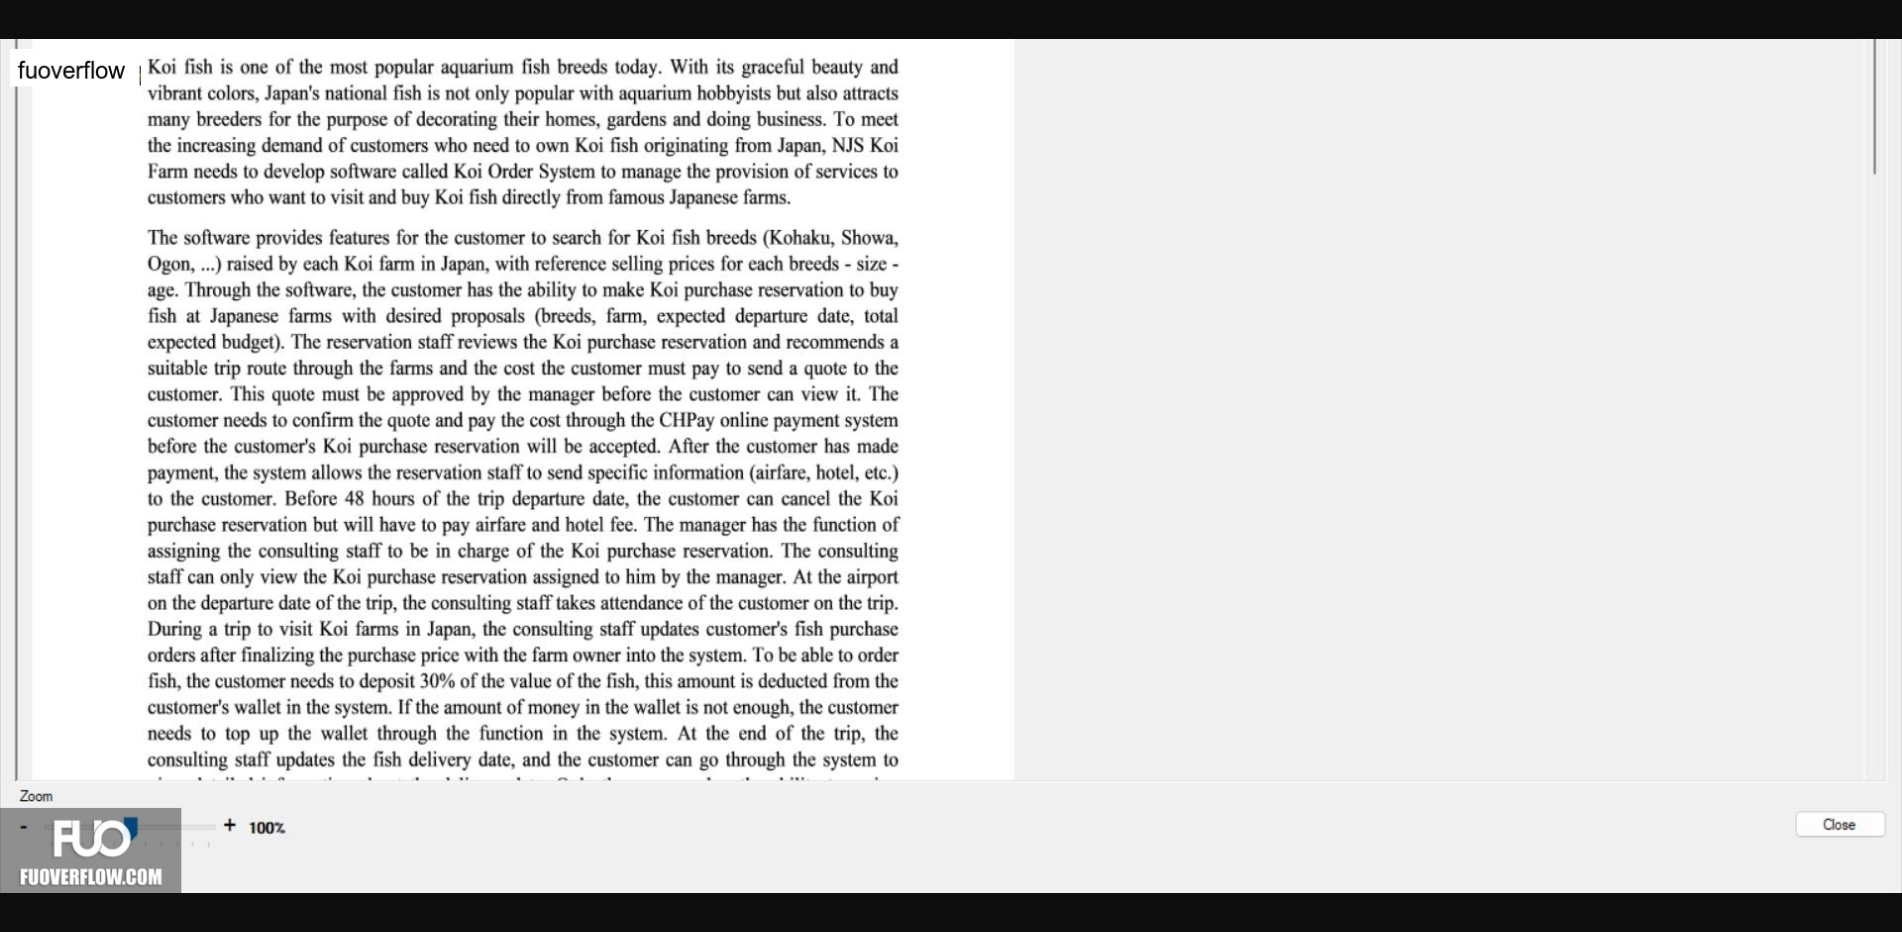 fuoverflow
Koi fish is one of the most popular aquarium fish breeds today. With its graceful beauty and
vibrant colors, Japan's national fish is not only popular with aquarium hobbyists but also attracts
many breeders for the purpose of decorating their homes, gardens and doing business. To meet
the increasing demand of customers who need to own Koi fish originating from Japan, NJS Koi
Farm needs to develop software called Koi Order System to manage the provision of services to
customers who want to visit and buy Koi fish directly from famous Japanese farms.
The software provides features for the customer to search for Koi fish breeds (Kohaku, Showa,
Ogon, ...) raised by each Koi farm in Japan, with reference selling prices for each breeds - size -
age. Through the software, the customer has the ability to make Koi purchase reservation to buy
fish at Japanese farms with desired proposals (breeds, farm, expected departure date, total
expected budget). The reservation staff reviews the Koi purchase reservation and recommends a
suitable trip route through the farms and the cost the customer must pay to send a quote to the
customer. This quote must be approved by the manager before the customer can view it. The
customer needs to confirm the quote and pay the cost through the CHPay online payment system
before the customer's Koi purchase reservation will be accepted. After the customer has made
payment, the system allows the reservation staff to send specific information (airfare, hotel, etc.)
to the customer. Before 48 hours of the trip departure date, the customer can cancel the Koi
purchase reservation but will have to pay airfare and hotel fee. The manager has the function of
assigning the consulting staff to be in charge of the Koi purchase reservation. The consulting
staff can only view the Koi purchase reservation assigned to him by the manager. At the airport
on the departure date of the trip, the consulting staff takes attendance of the customer on the trip.
During a trip to visit Koi farms in Japan, the consulting staff updates customer's fish purchase
orders after finalizing the purchase price with the farm owner into the system. To be able to order
fish, the customer needs to deposit 30% of the value of the fish, this amount is deducted from the
customer's wallet in the system. If the amount of money in the wallet is not enough, the customer
needs to top up the wallet through the function in the system. At the end of the trip, the
consulting staff updates the fish delivery date, and the customer can go through the system to
Zoom
- + 100%
Close
FUO
FUOVERFLOW.COM